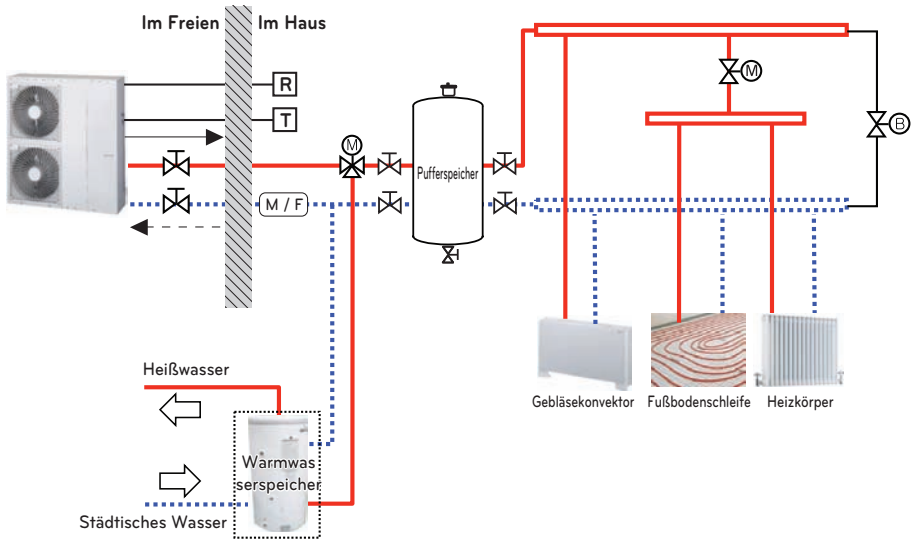 Im Freien
Im Haus
R
T
M
M / F
Pufferspeicher
M
B
Gebläsekonvektor
Fußbodenschleife
Heizkörper
Heißwasser
Warmwas
serspeicher
Städtisches Wasser